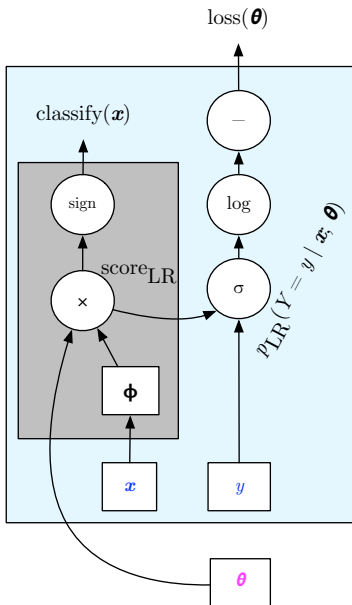 loss(𝜽)
−
classify(𝒙)
sign
log
score_LR
×
σ
p_LR(Y = y | 𝒙; 𝜽)
ϕ
𝒙
y
𝜽